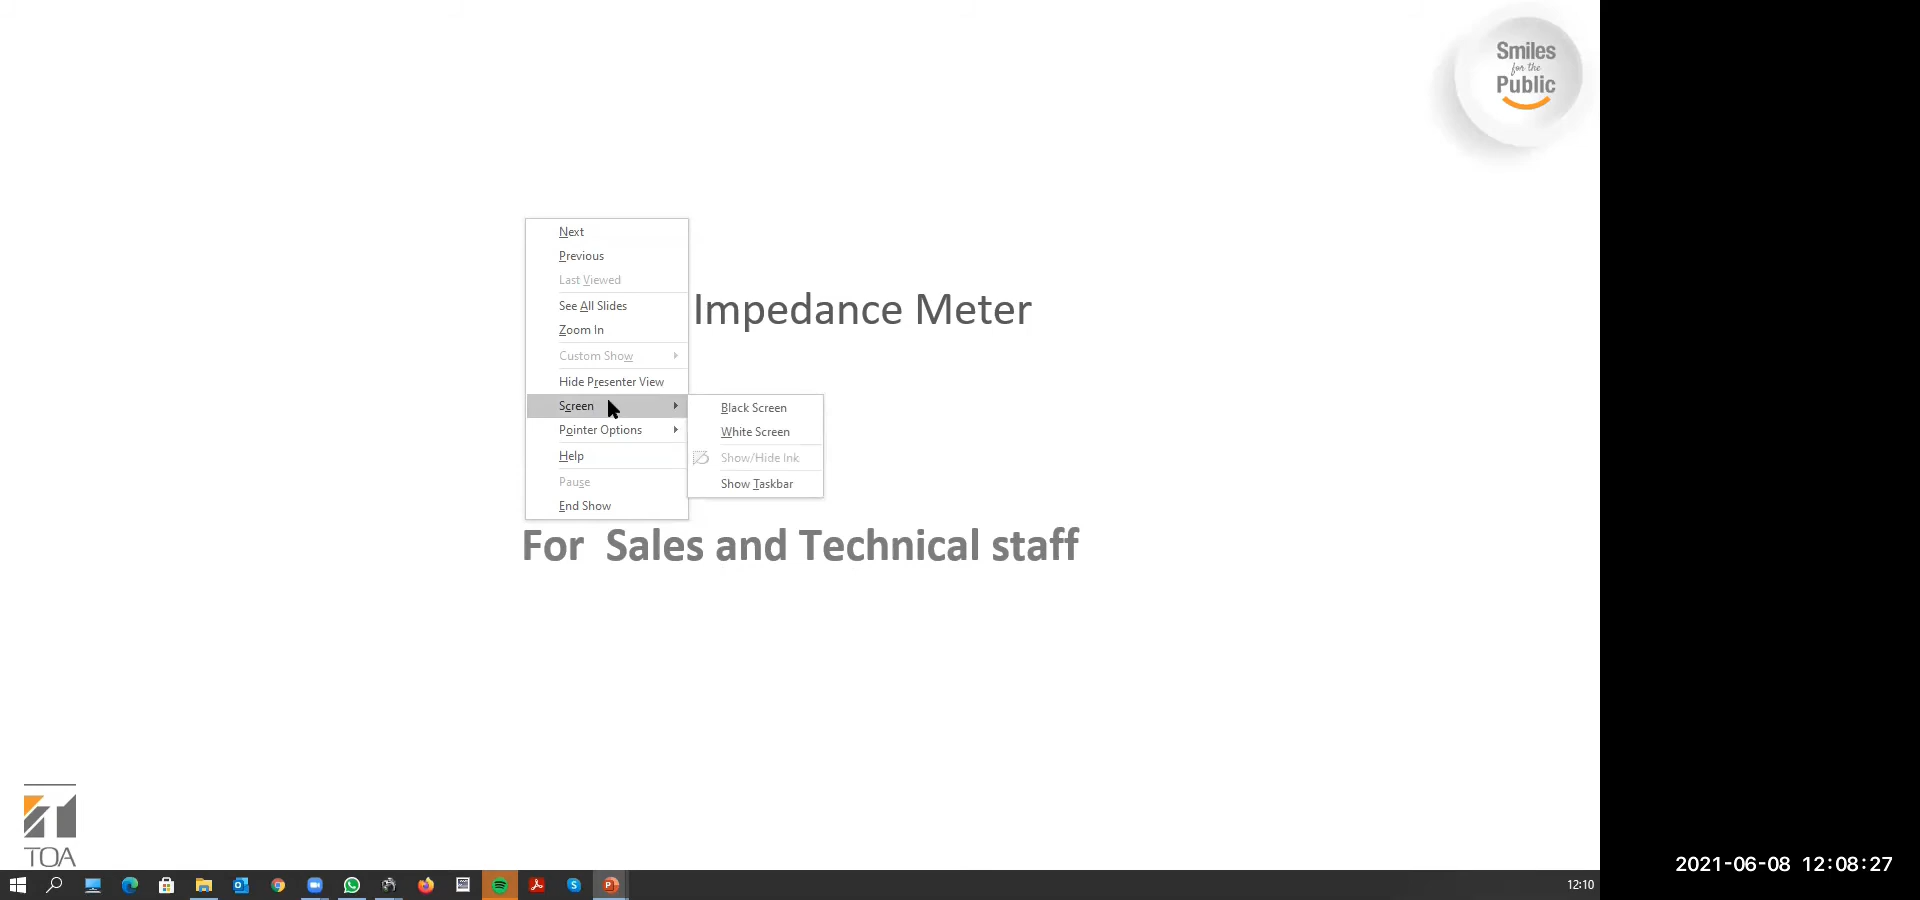 Smiles
for the
Public
Next
Previous
Last Viewed
See All Slides
Zoom In
Custom Show
Hide Presenter View
Screen
Pointer Options
Help
Pause
End Show
Black Screen
White Screen
Show/Hide Ink
Show Taskbar
Impedance Meter
For Sales and Technical staff
TOA
12:10
2021-06-08 12:08:27